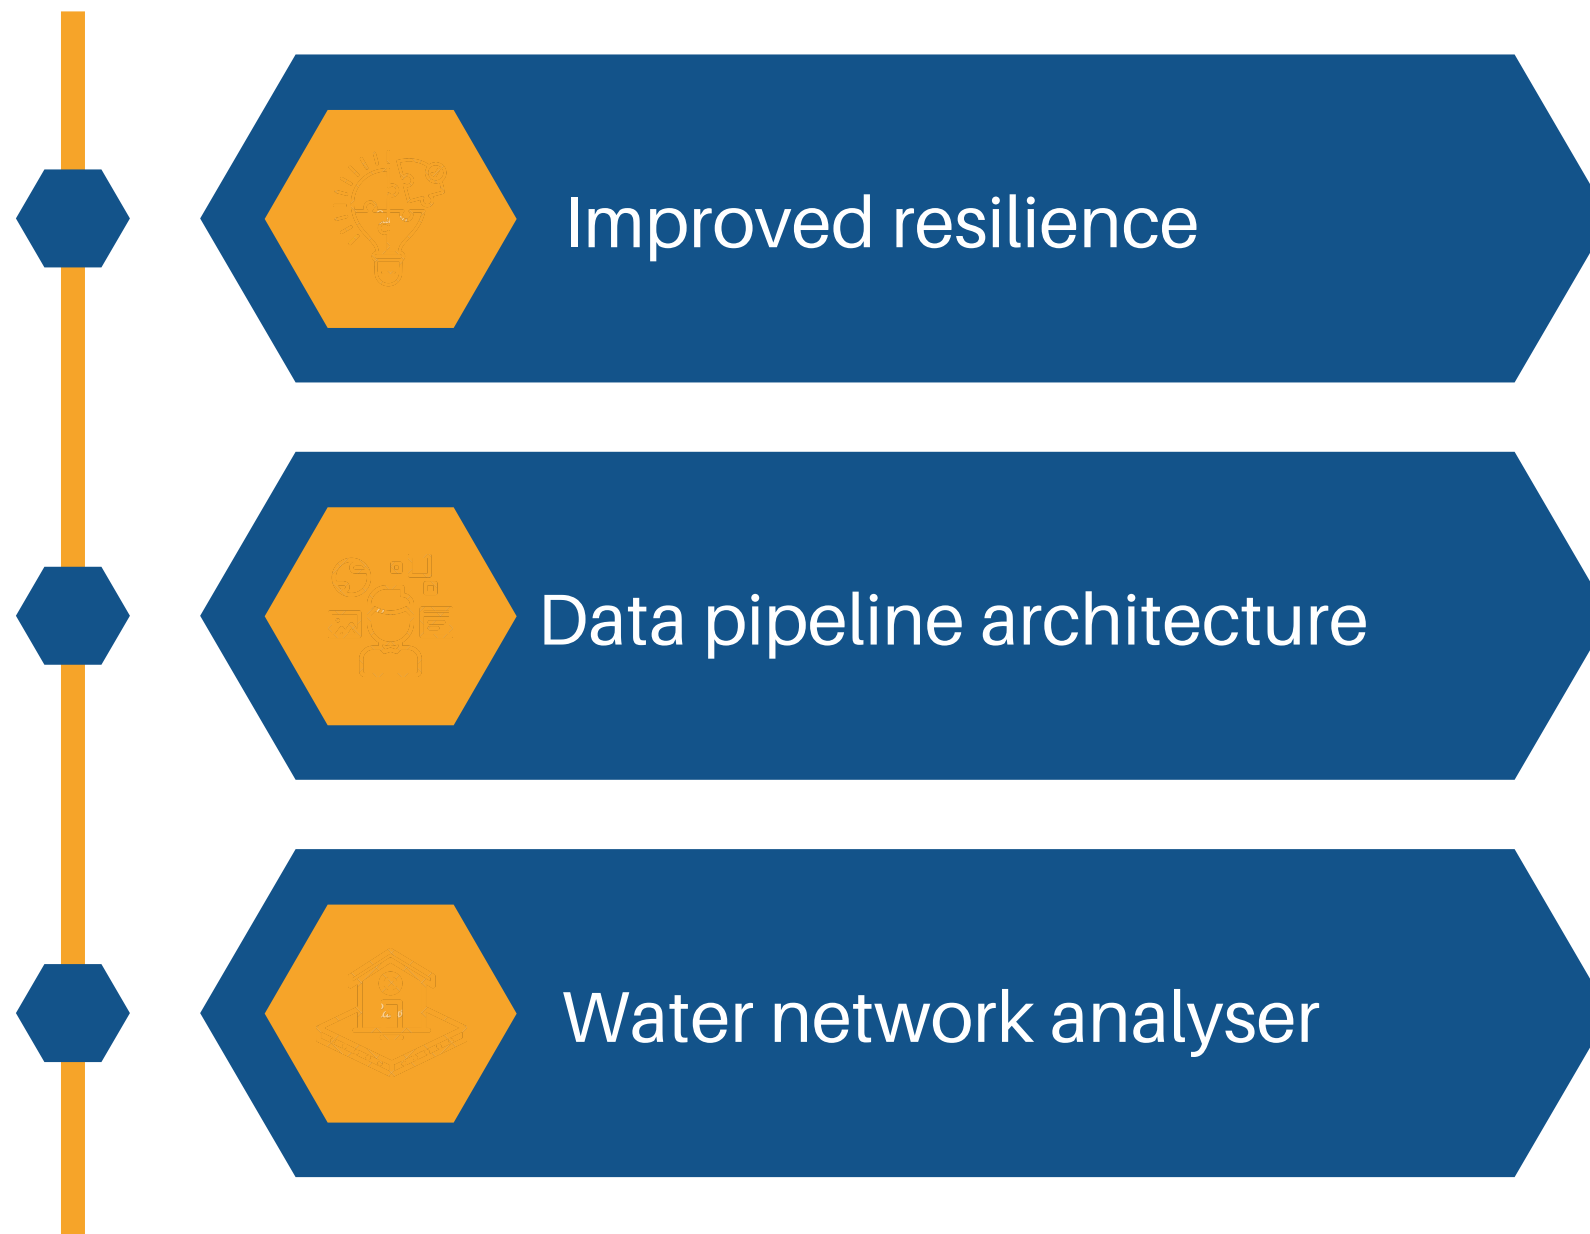 Improved resilience
Data pipeline architecture
Water network analyser